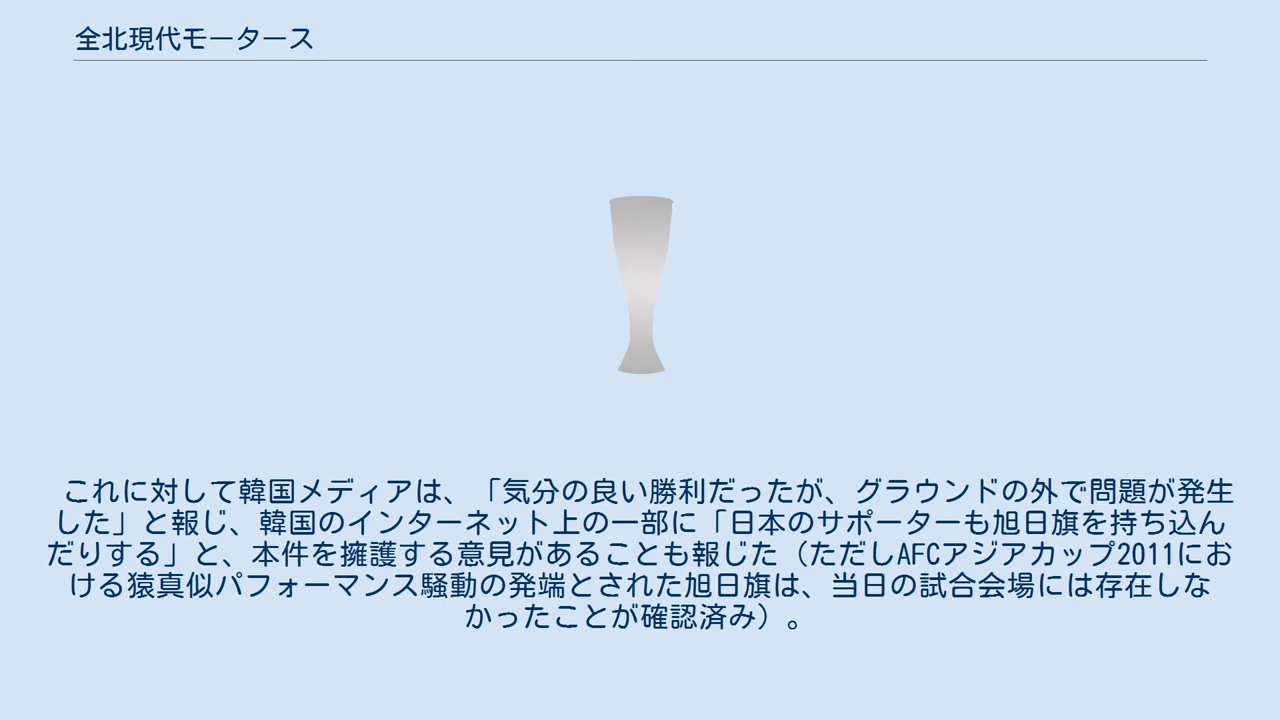 全北現代モータース
これに対して韓国メディアは、「気分の良い勝利だったが、グラウンドの外で問題が発生
した」と報じ、韓国のインターネット上の一部に「日本のサポーターも旭日旗を持ち込ん
だりする」と、本件を擁護する意見があることも報じた（ただしAFCアジアカップ2011にお
ける猿真似パフォーマンス騒動の発端とされた旭日旗は、当日の試合会場には存在しな
かったことが確認済み）。